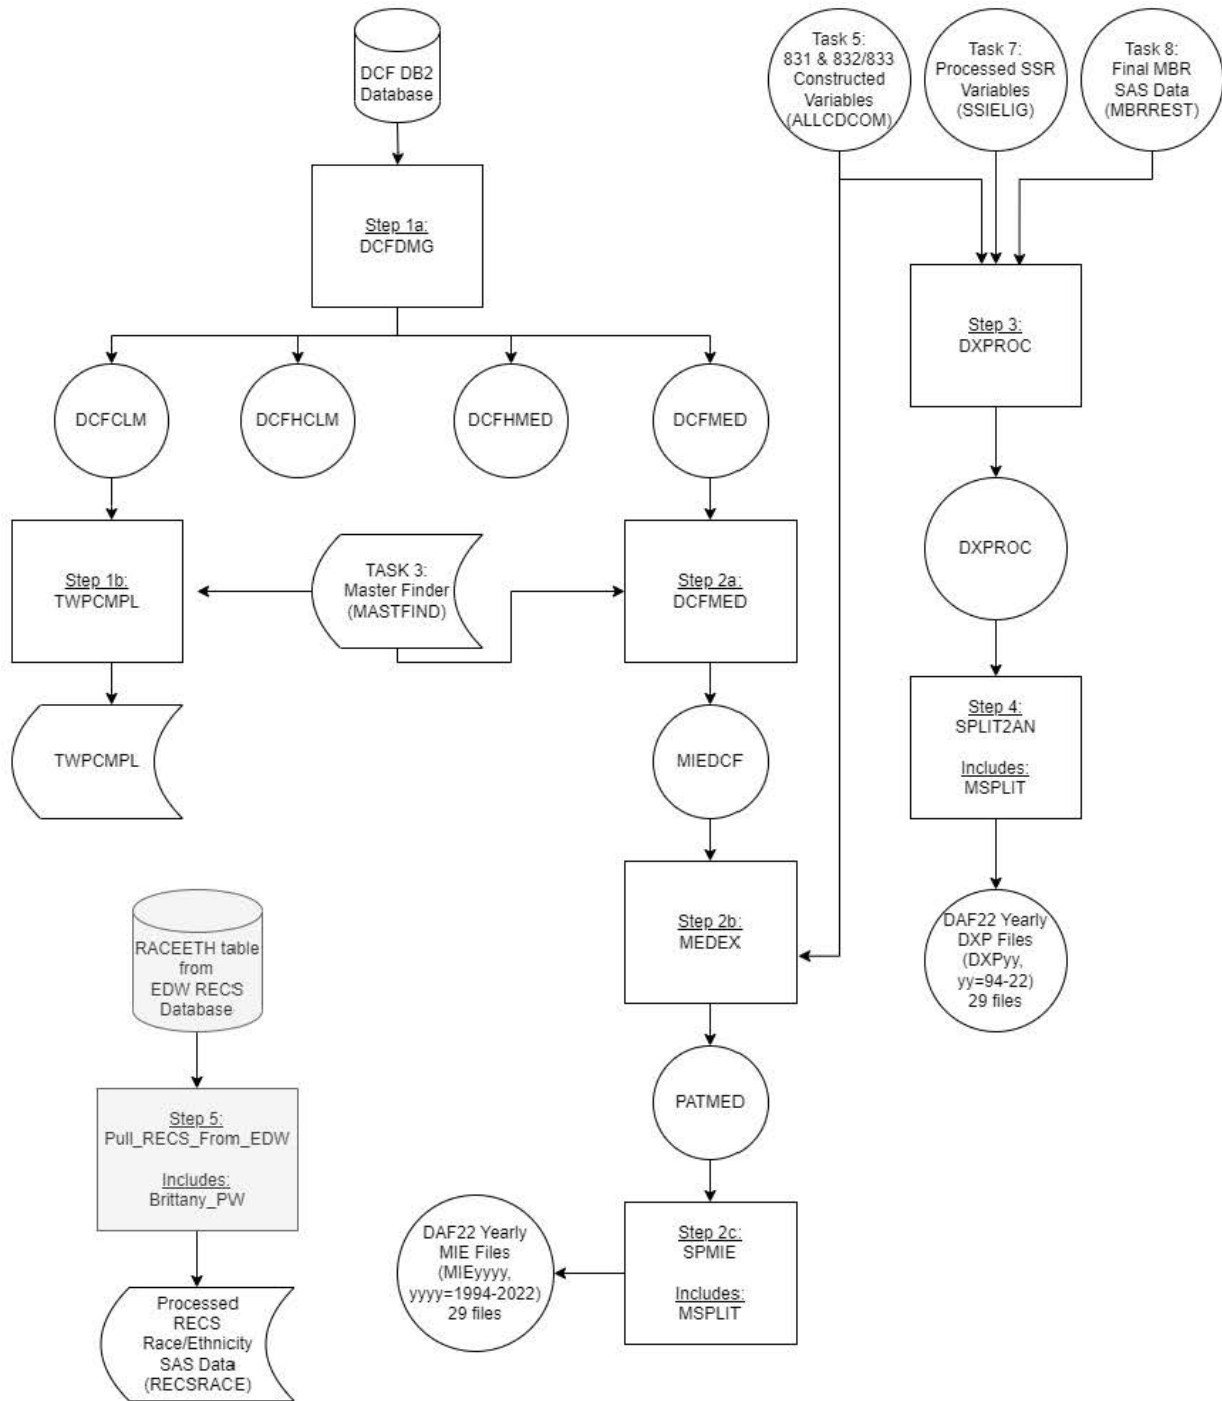 DCF DB2
Database
Task 5:
831 & 832/833
Constructed
Variables
(ALLCDCOM)
Task 7:
Processed SSR
Variables
(SSIELIG)
Task 8:
Final MBR
SAS Data
(MBRREST)
Step 1a:
DCFDMG
Step 3:
DXPROC
DCFCLM
DCFHCLM
DCFHMED
DCFMED
DXPROC
Step 1b:
TWPCMPL
TASK 3:
Master Finder
(MASTFIND)
Step 2a:
DCFMED
TWPCMPL
MIEDCF
Step 4:
SPLIT2AN
Includes:
MSPLIT
RACEETH table
from
EDW RECS
Database
Step 2b:
MEDEX
DAF22 Yearly
DXP Files
(DXPyy,
yy=94-22)
29 files
Step 5:
Pull_RECS_From_EDW
Includes:
Brittany_PW
PATMED
DAF22 Yearly
MIE Files
(MIEyyyy,
yyyy=1994-2022)
29 files
Step 2c:
SPMIE
Includes:
MSPLIT
Processed
RECS
Race/Ethnicity
SAS Data
(RECSRACE)